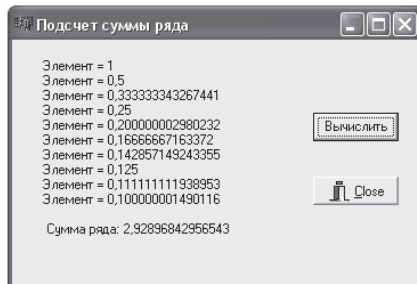 Подсчет суммы ряда
Элемент = 1
Элемент = 0,5
Элемент = 0,333333343267441
Элемент = 0,25
Элемент = 0,200000002980232
Элемент = 0,16666667163372
Элемент = 0,142857149243355
Элемент = 0,125
Элемент = 0,111111111938953
Элемент = 0,100000001490116
Сумма ряда: 2,92896842956543
Вычислить
Close